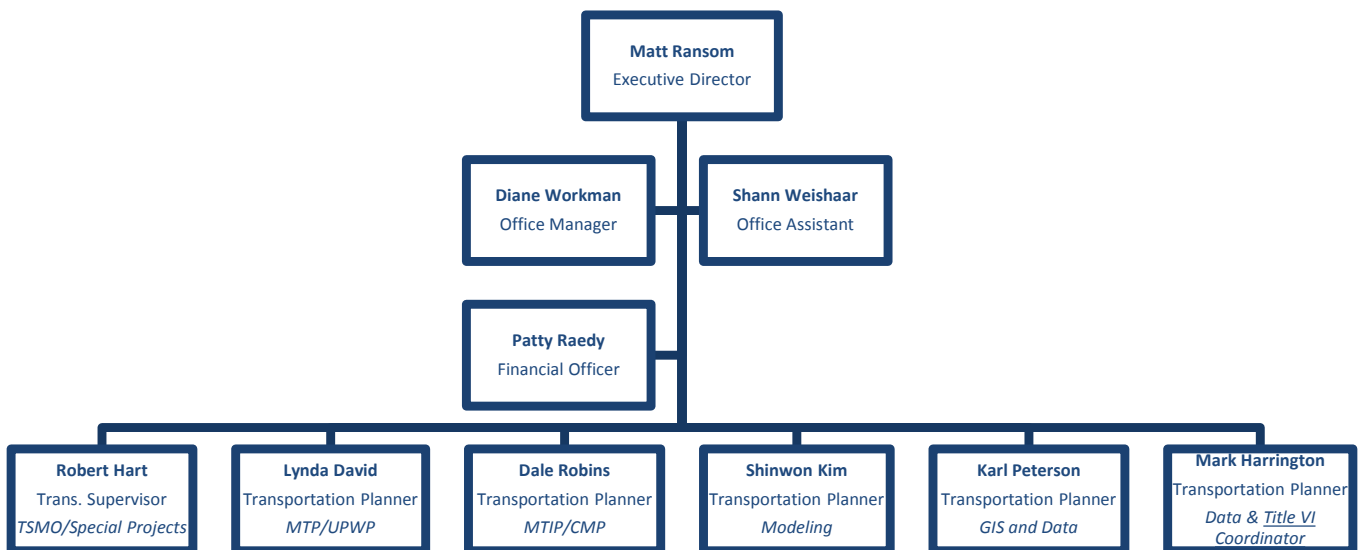 Matt Ransom
Executive Director
Diane Workman
Office Manager
Shann Weishaar
Office Assistant
Patty Raedy
Financial Officer
Robert Hart
Trans. Supervisor
TSMO/Special Projects
Lynda David
Transportation Planner
MTP/UPWP
Dale Robins
Transportation Planner
MTIP/CMP
Shinwon Kim
Transportation Planner
Modeling
Karl Peterson
Transportation Planner
GIS and Data
Mark Harrington
Transportation Planner
Data & Title VI
Coordinator